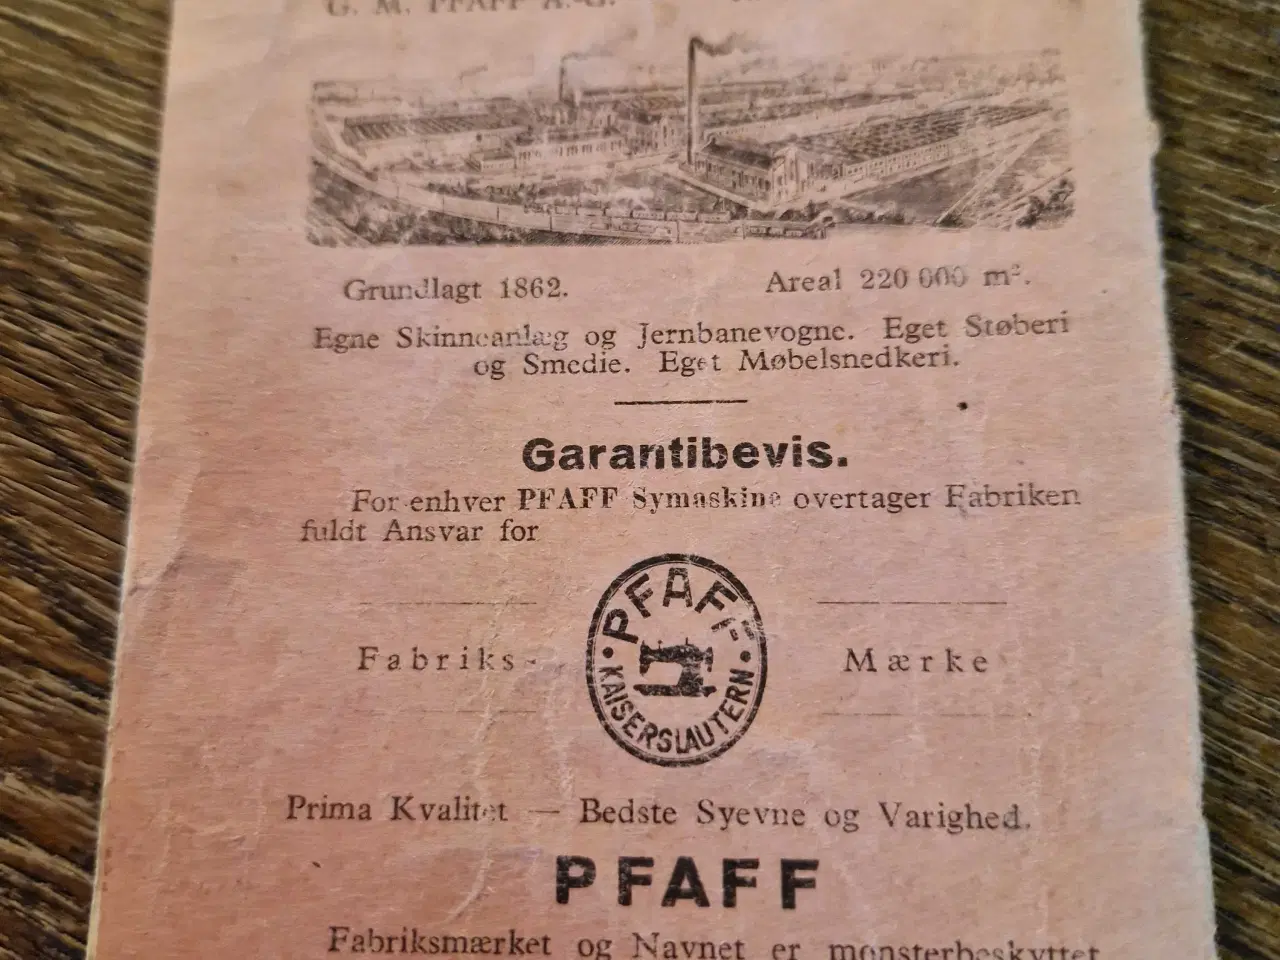 G. M. PFAFF A.-G.
Grundlagt 1862. Areal 220 000 m².
Egne Skinneanlæg og Jernbanevogne. Eget Støberi
og Smedie. Eget Møbelsnedkeri.
Garantibevis.
For enhver PFAFF Symaskine overtager Fabriken
fuldt Ansvar for
PFAFF
Fabriks- Mærke
KAISERSLAUTERN
Prima Kvalitet — Bedste Syevne og Varighed.
PFAFF
Fabriksmærket og Navnet er mønsterbeskyttet